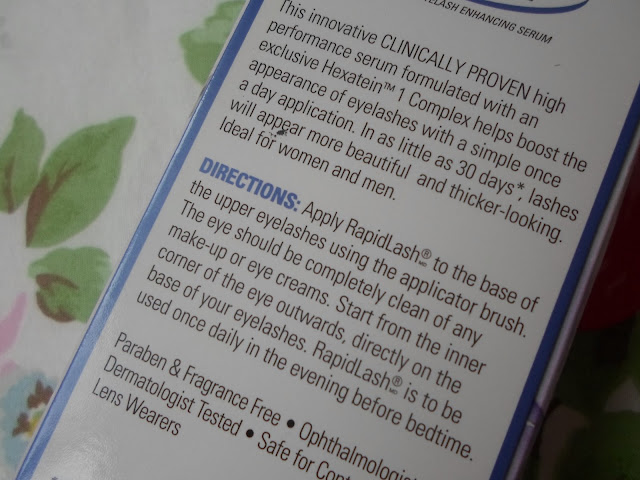 EYELASH ENHANCING SERUM
This innovative CLINICALLY PROVEN high
performance serum formulated with an
exclusive Hexatein™ 1 Complex helps boost the
appearance of eyelashes with a simple once
a day application. In as little as 30 days*, lashes
will appear more beautiful and thicker-looking.
Ideal for women and men.
DIRECTIONS: Apply RapidLash® to the base of
the upper eyelashes using the applicator brush.
The eye should be completely clean of any
make-up or eye creams. Start from the inner
corner of the eye outwards, directly on the
base of your eyelashes. RapidLash® is to be
used once daily in the evening before bedtime.
Paraben & Fragrance Free • Ophthalmologist
Dermatologist Tested • Safe for
Lens Wearers